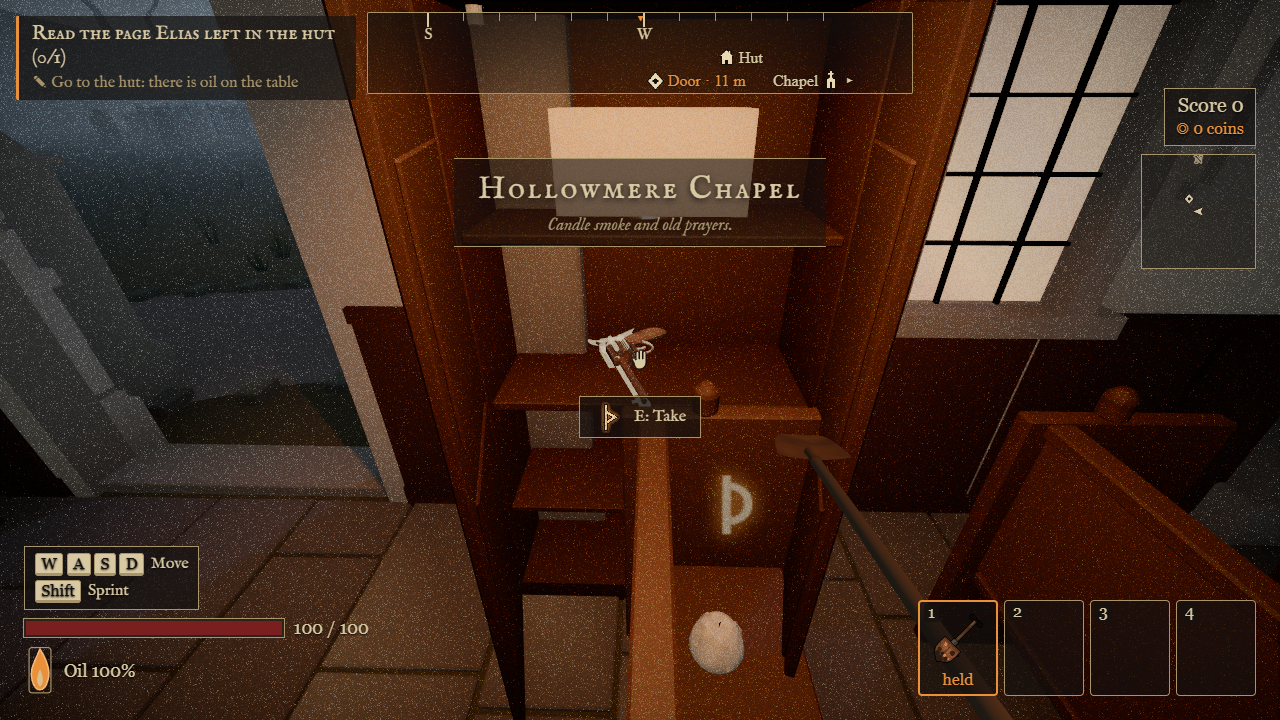 Read the page Elias left in the hut
(0/1)
Go to the hut: there is oil on the table
S
W
Hut
Door · 11 m
Chapel
Score 0
0 coins
N
Hollowmere Chapel
Candle smoke and old prayers.
E: Take
Þ
W A S D Move
Shift Sprint
100 / 100
Oil 100%
1
held
2
3
4